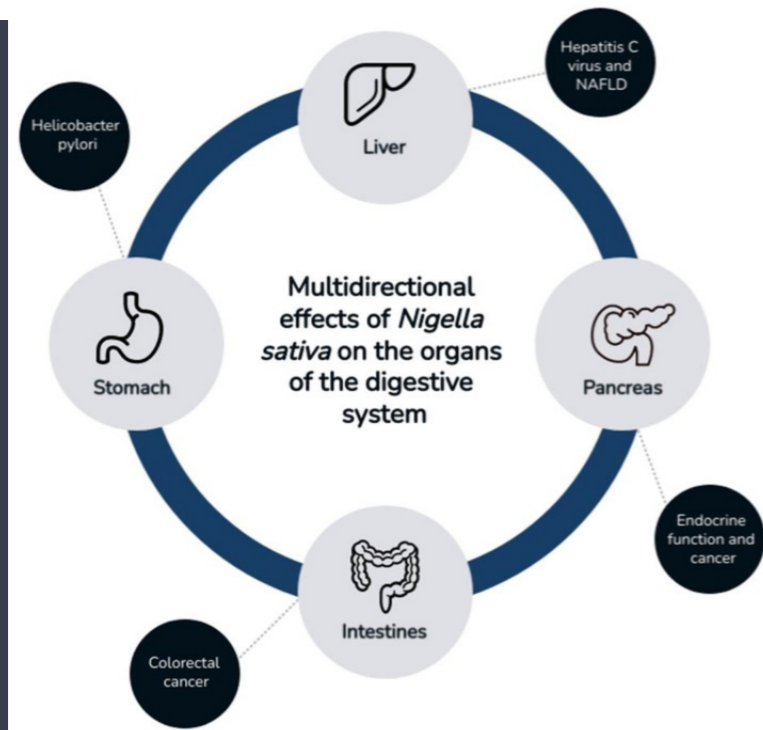 Hepatitis C
virus and
NAFLD
Liver
Helicobacter
pylori
Multidirectional
effects of Nigella
sativa on the organs
of the digestive
system
Stomach
Pancreas
Endocrine
function and
cancer
Intestines
Colorectal
cancer